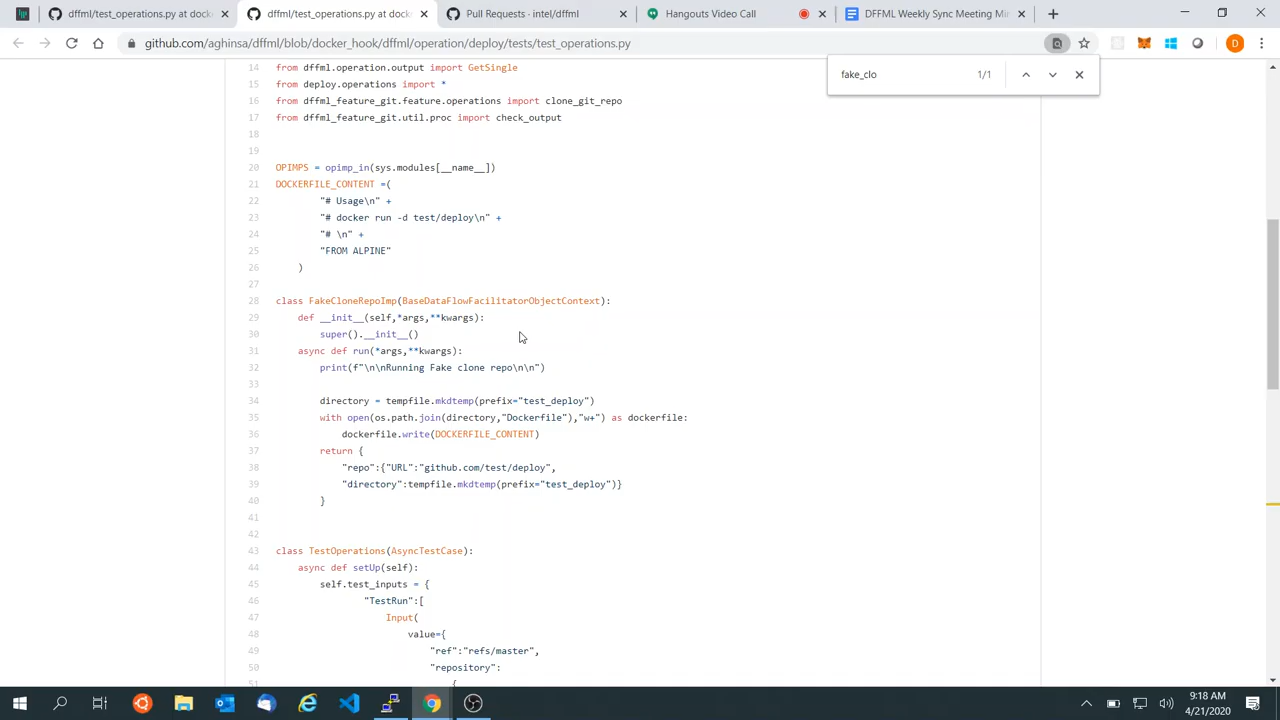 dffml/test_operations.py at docke
dffml/test_operations.py at docke
Pull Requests · intel/dffml
Hangouts Video Call
DFFML Weekly Sync Meeting Min
github.com/aghinsa/dffml/blob/docker_hook/dffml/operation/deploy/tests/test_operations.py
D
fake_clo 1/1
14 from dffml.operation.output import GetSingle
15 from deploy.operations import *
16 from dffml_feature_git.feature.operations import clone_git_repo
17 from dffml_feature_git.util.proc import check_output
18
19
20 OPIMPS = opimp_in(sys.modules[__name__])
21 DOCKERFILE_CONTENT =(
22 "# Usage\n" +
23 "# docker run -d test/deploy\n" +
24 "# \n" +
25 "FROM ALPINE"
26 )
27
28 class FakeCloneRepoImp(BaseDataFlowFacilitatorObjectContext):
29 def __init__(self,*args,**kwargs):
30 super().__init__()
31 async def run(*args,**kwargs):
32 print(f"\n\nRunning Fake clone repo\n\n")
33
34 directory = tempfile.mkdtemp(prefix="test_deploy")
35 with open(os.path.join(directory,"Dockerfile"),"w+") as dockerfile:
36 dockerfile.write(DOCKERFILE_CONTENT)
37 return {
38 "repo":{"URL":"github.com/test/deploy",
39 "directory":tempfile.mkdtemp(prefix="test_deploy")}
40 }
41
42
43 class TestOperations(AsyncTestCase):
44 async def setUp(self):
45 self.test_inputs = {
46 "TestRun":[
47 Input(
48 value={
49 "ref":"refs/master",
50 "repository":
51 {
9:18 AM
4/21/2020